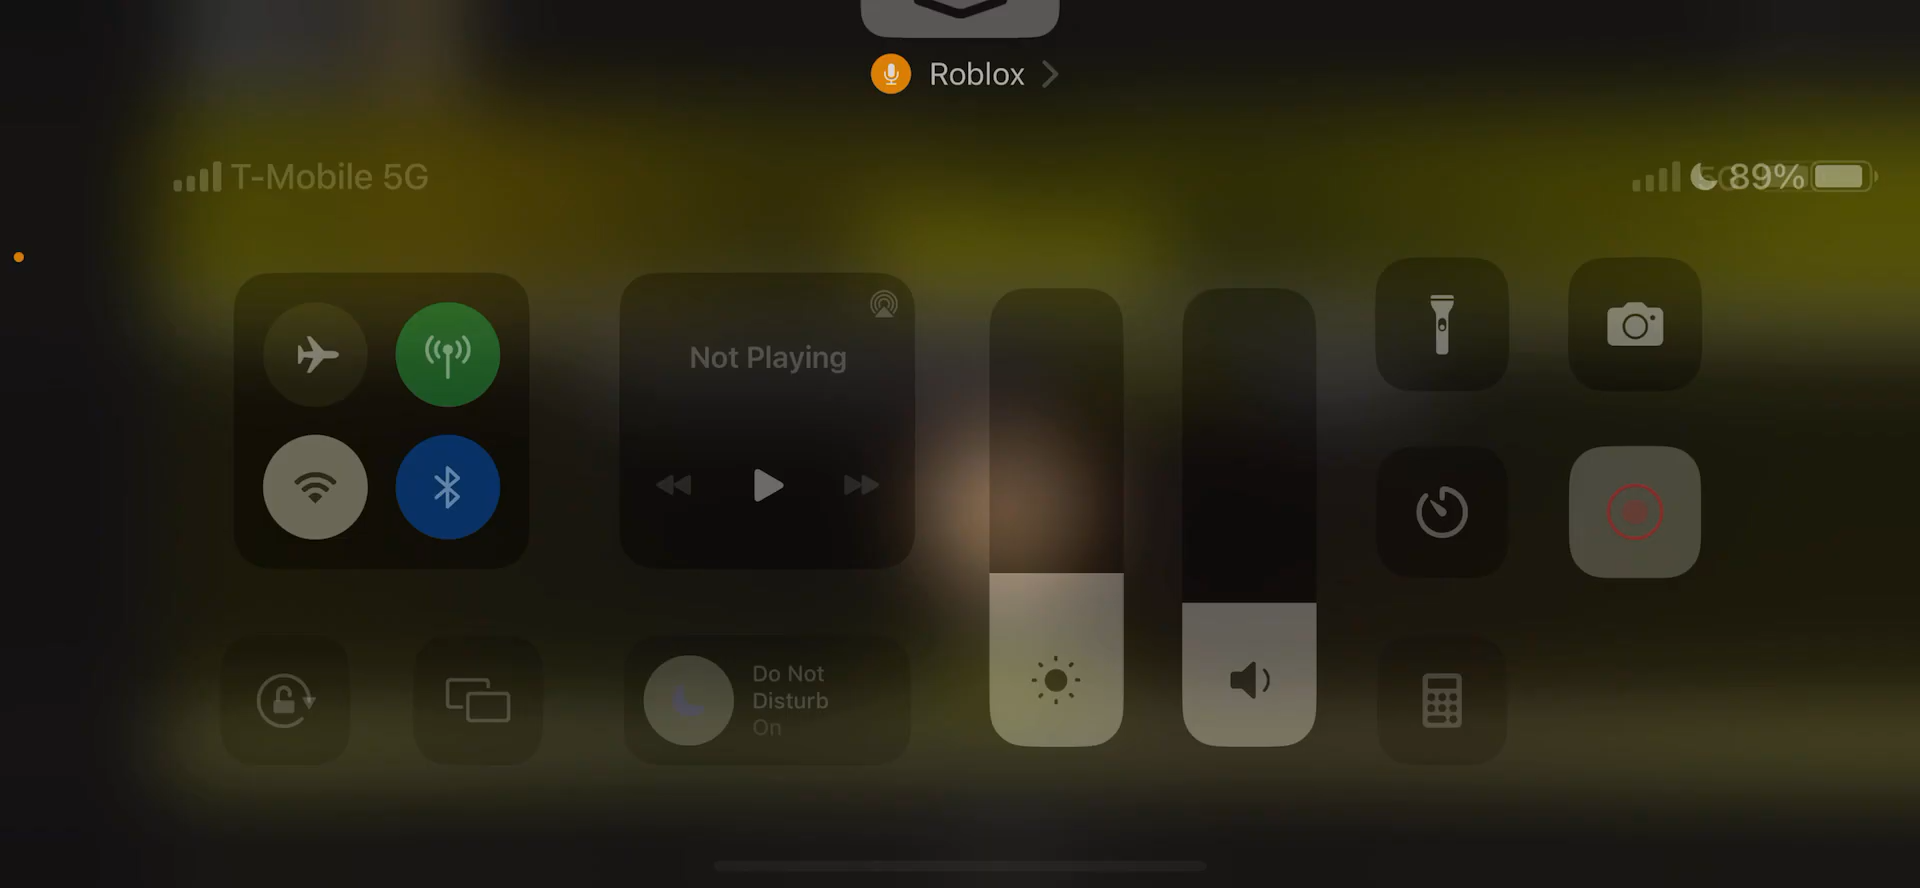 Roblox
T-Mobile 5G
89%
Not Playing
Do Not
Disturb
On